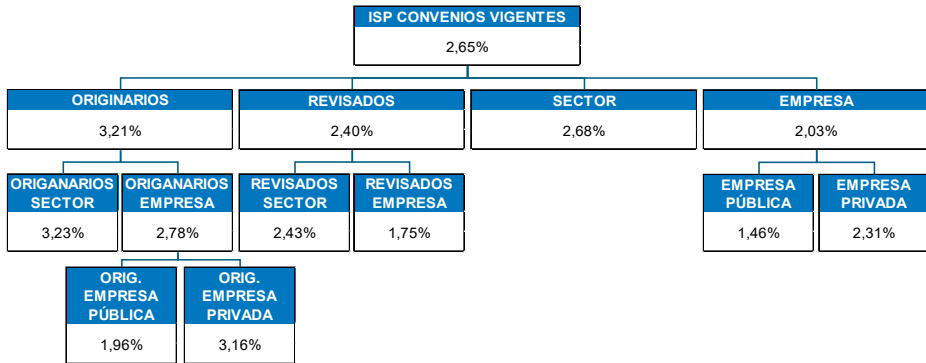 ISP CONVENIOS VIGENTES
2,65%
ORIGINARIOS
3,21%
REVISADOS
2,40%
SECTOR
2,68%
EMPRESA
2,03%
ORIGANARIOS
SECTOR
3,23%
ORIGANARIOS
EMPRESA
2,78%
REVISADOS
SECTOR
2,43%
REVISADOS
EMPRESA
1,75%
EMPRESA
PÚBLICA
1,46%
EMPRESA
PRIVADA
2,31%
ORIG.
EMPRESA
PÚBLICA
1,96%
ORIG.
EMPRESA
PRIVADA
3,16%